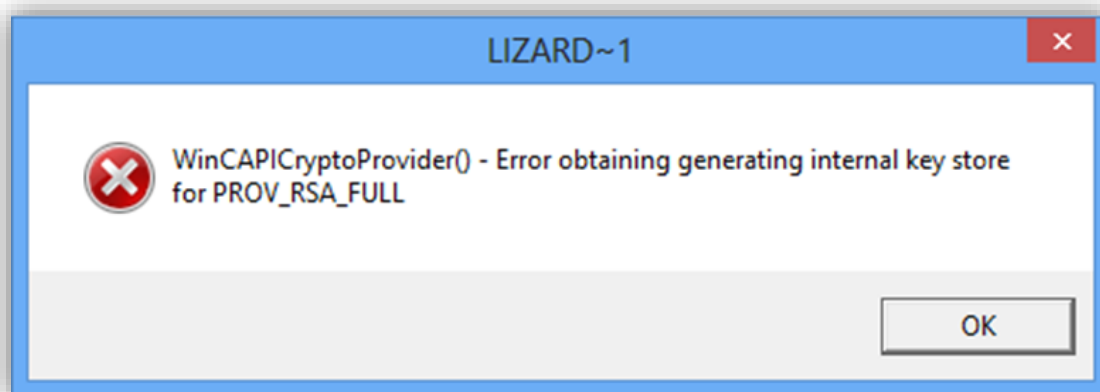 LIZARD~1
WinCAPICryptoProvider() - Error obtaining generating internal key store
for PROV_RSA_FULL
OK